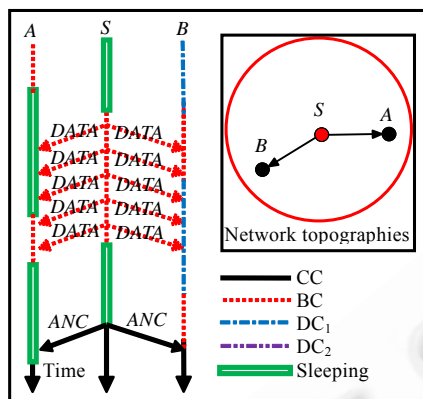 A S B
DATA DATA
DATA DATA
DATA DATA
DATA DATA
DATA DATA
ANC ANC
Time
S
A
B
Network topographies
CC
BC
DC₁
DC₂
Sleeping